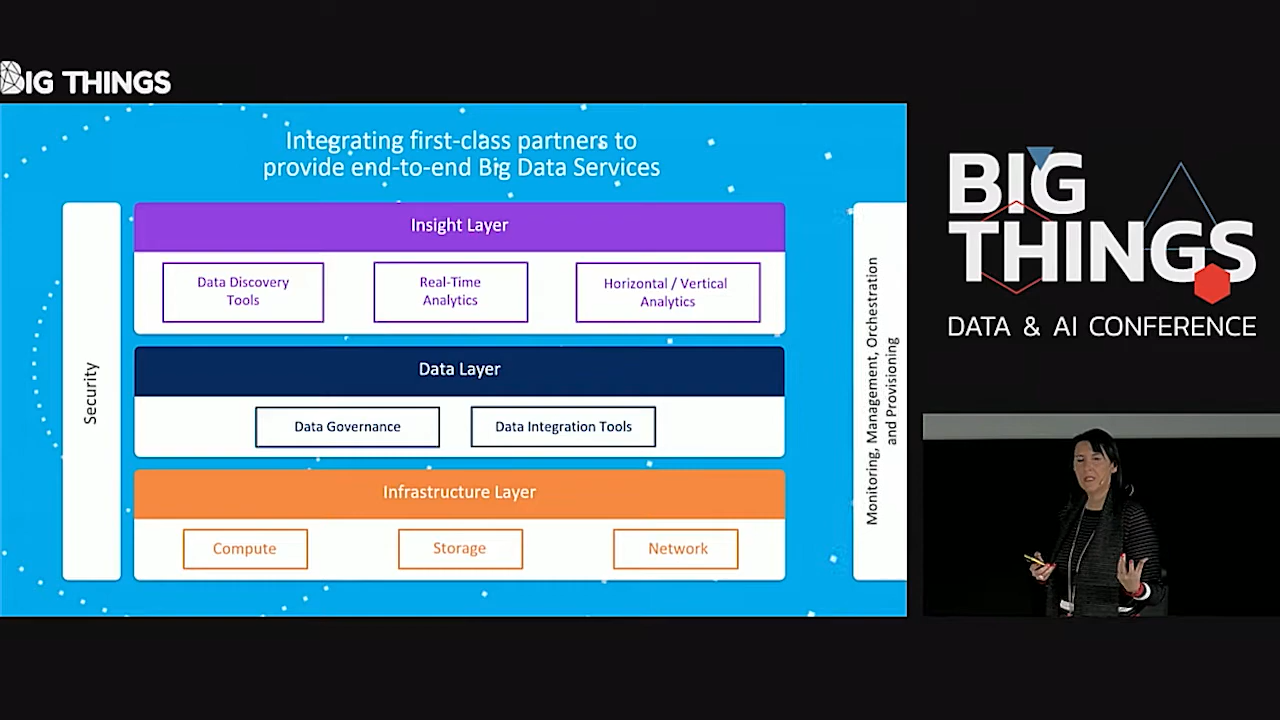 BIG THINGS
Integrating first-class partners to
provide end-to-end Big Data Services
Security
Insight Layer
Data Discovery
Tools
Real-Time
Analytics
Horizontal / Vertical
Analytics
Data Layer
Data Governance
Data Integration Tools
Infrastructure Layer
Compute
Storage
Network
Monitoring, Management, Orchestration
and Provisioning
BIG
THINGS
DATA & AI CONFERENCE